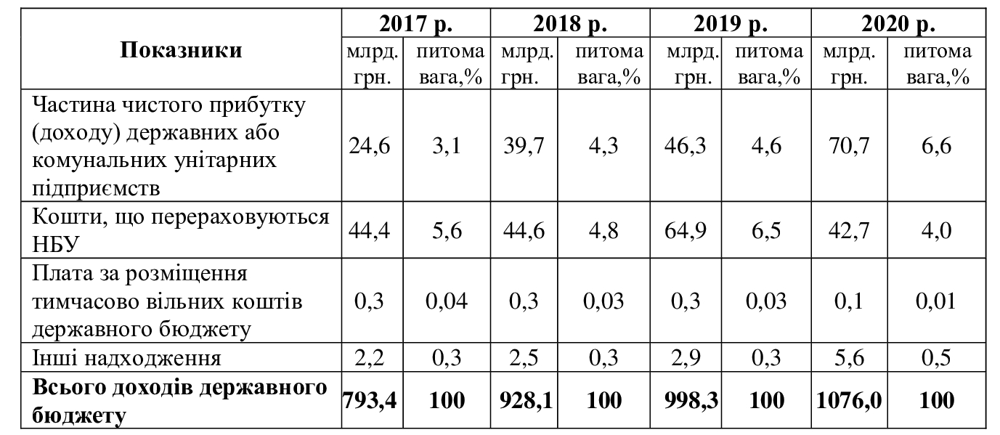 Показники 2017 р. 2018 р. 2019 р. 2020 р.
млрд. грн. питома вага,% млрд. грн. питома вага,% млрд. грн. питома вага,% млрд. грн. питома вага,%
Частина чистого прибутку
(доходу) державних або
комунальних унітарних
підприємств
24,6 3,1 39,7 4,3 46,3 4,6 70,7 6,6
Кошти, що перераховуються
НБУ
44,4 5,6 44,6 4,8 64,9 6,5 42,7 4,0
Плата за розміщення
тимчасово вільних коштів
державного бюджету
0,3 0,04 0,3 0,03 0,3 0,03 0,1 0,01
Інші надходження 2,2 0,3 2,5 0,3 2,9 0,3 5,6 0,5
Всього доходів державного
бюджету
793,4 100 928,1 100 998,3 100 1076,0 100